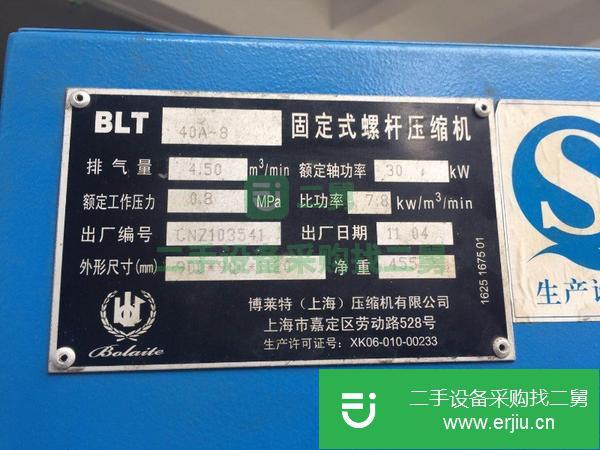 BLT 40A-8 固定式螺杆压缩机
排气量 4.50 m³/min 额定轴功率 30 kW
额定工作压力 0.8 MPa 比功率 7.8 kw/m³/min
出厂编号 CNZ103541 出厂日期 11 04
外形尺寸(mm) 净重 455
博莱特（上海）压缩机有限公司
上海市嘉定区劳动路528号
生产许可证号：XK06-010-00233
Bolaite
1625 1675 01
S
生产许
二舅
二手设备采购找二舅
二手设备采购找二舅
www.erjiu.cn